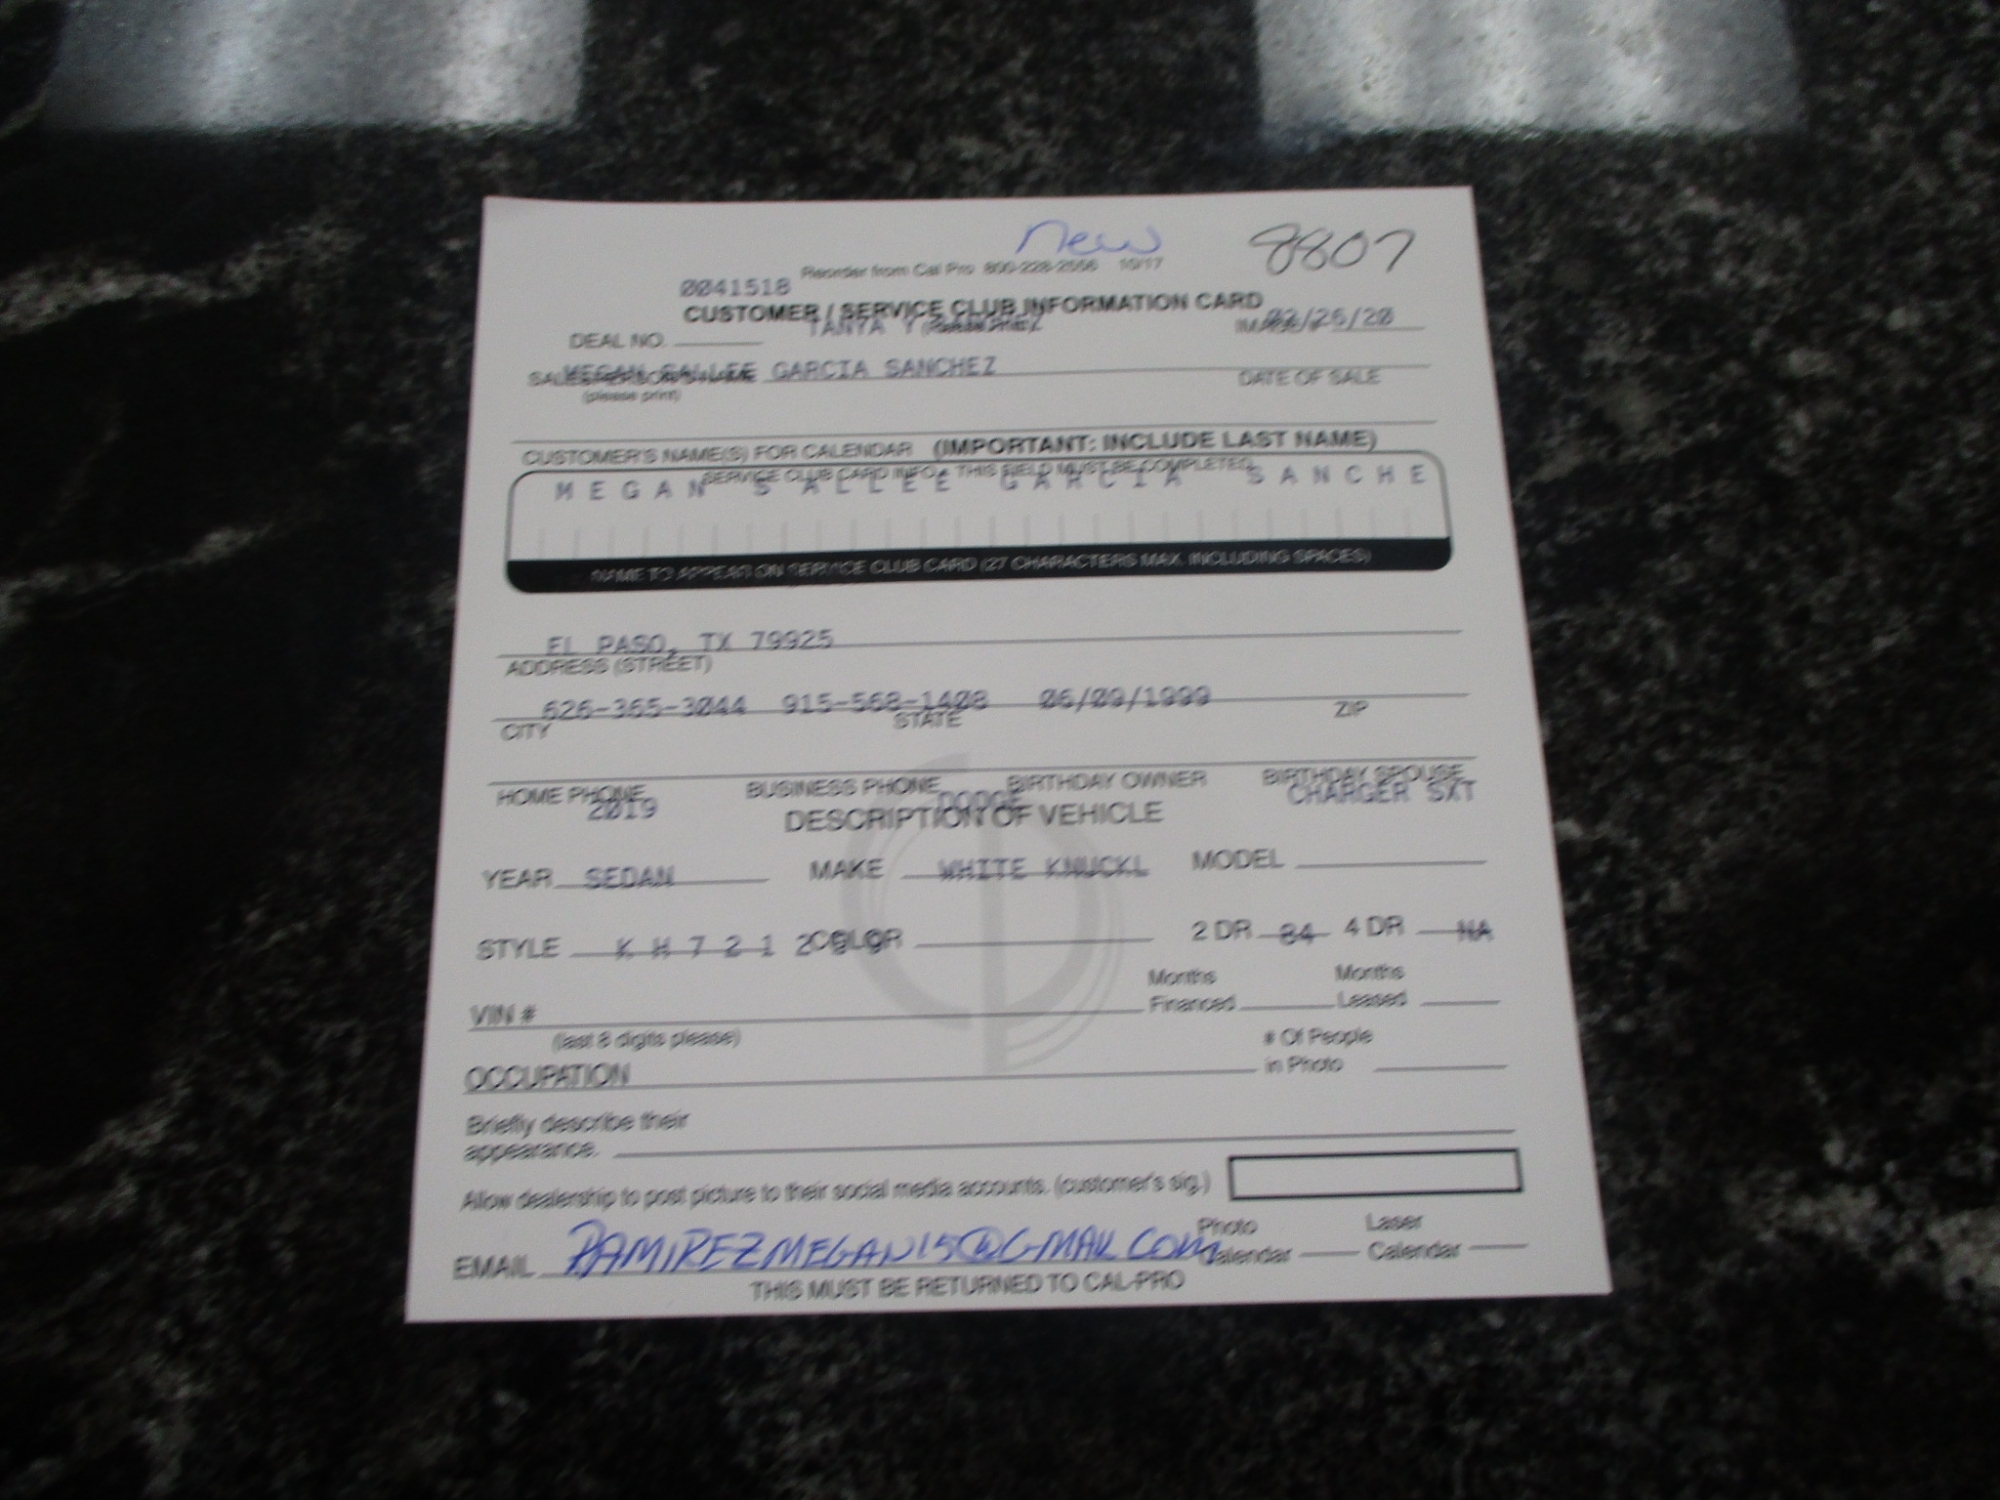 new 8807
Reorder from Cal Pro 800-228-2556 10/17
0041518
CUSTOMER / SERVICE CLUB INFORMATION CARD
TANYA Y /26/20
DEAL NO.
MEGAN SALLEE GARCIA SANCHEZ
SALESPERSON'S NAME DATE OF SALE
(please print)
CUSTOMER'S NAME(S) FOR CALENDAR (IMPORTANT: INCLUDE LAST NAME)
SERVICE CLUB CARD INFO • THIS FIELD MUST BE COMPLETED
MEGAN SALLEE GARCIA SANCHE
NAME TO APPEAR ON SERVICE CLUB CARD (27 CHARACTERS MAX. INCLUDING SPACES)
EL PASO, TX 79925
ADDRESS (STREET)
626-365-3044 915-568-1408 06/09/1999
CITY STATE ZIP
HOME PHONE BUSINESS PHONE BIRTHDAY OWNER BIRTHDAY SPOUSE
2019 DODGE CHARGER SXT
DESCRIPTION OF VEHICLE
YEAR SEDAN MAKE WHITE KNUCKL MODEL
STYLE K H 7 2 1 2 COLOR 2 DR 84 4 DR NA
VIN # Months Financed Months Leased
(last 8 digits please)
OCCUPATION # Of People in Photo
Briefly describe their
appearance.
Allow dealership to post picture to their social media accounts. (customer's sig.)
EMAIL RAMIREZMEGAN15@GMAIL COM Photo Calendar Laser Calendar
THIS MUST BE RETURNED TO CAL-PRO